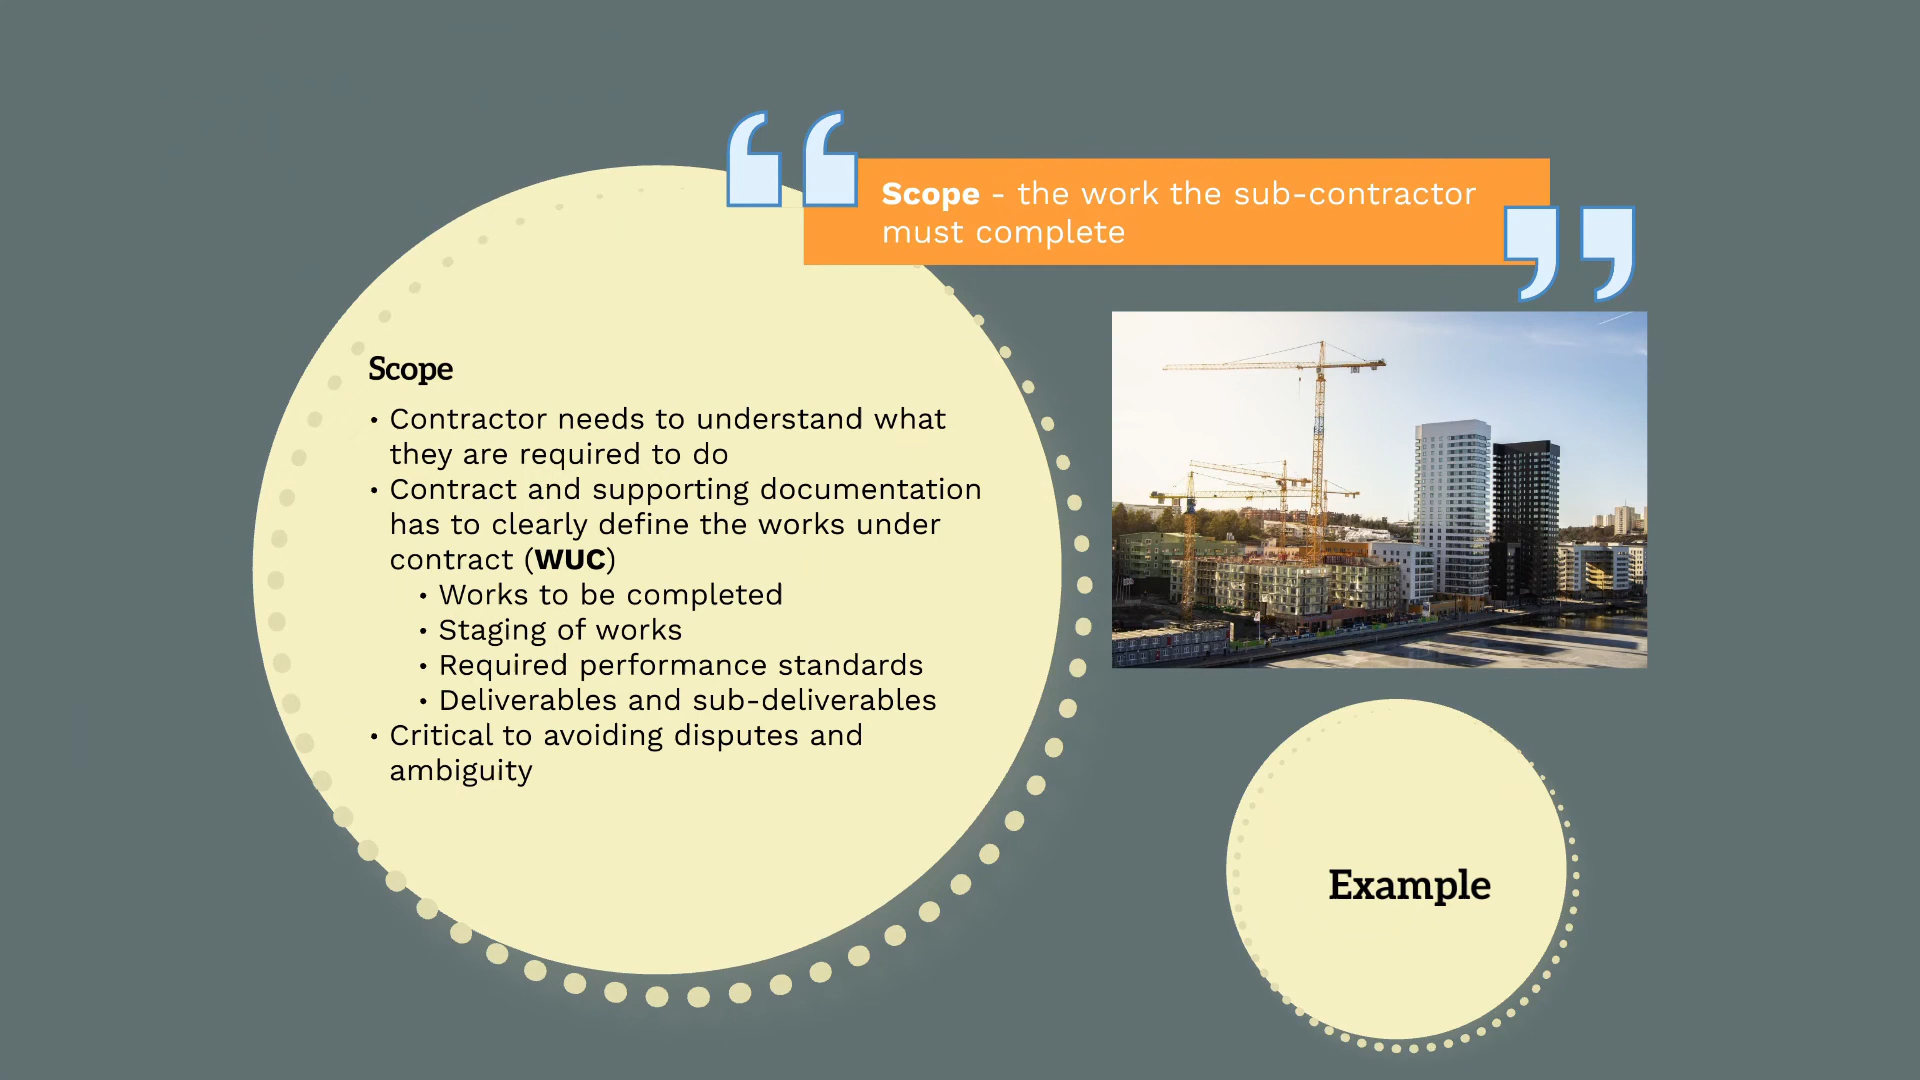 Scope - the work the sub-contractor
must complete
Scope
• Contractor needs to understand what
they are required to do
• Contract and supporting documentation
has to clearly define the works under
contract (WUC)
• Works to be completed
• Staging of works
• Required performance standards
• Deliverables and sub-deliverables
• Critical to avoiding disputes and
ambiguity
Example